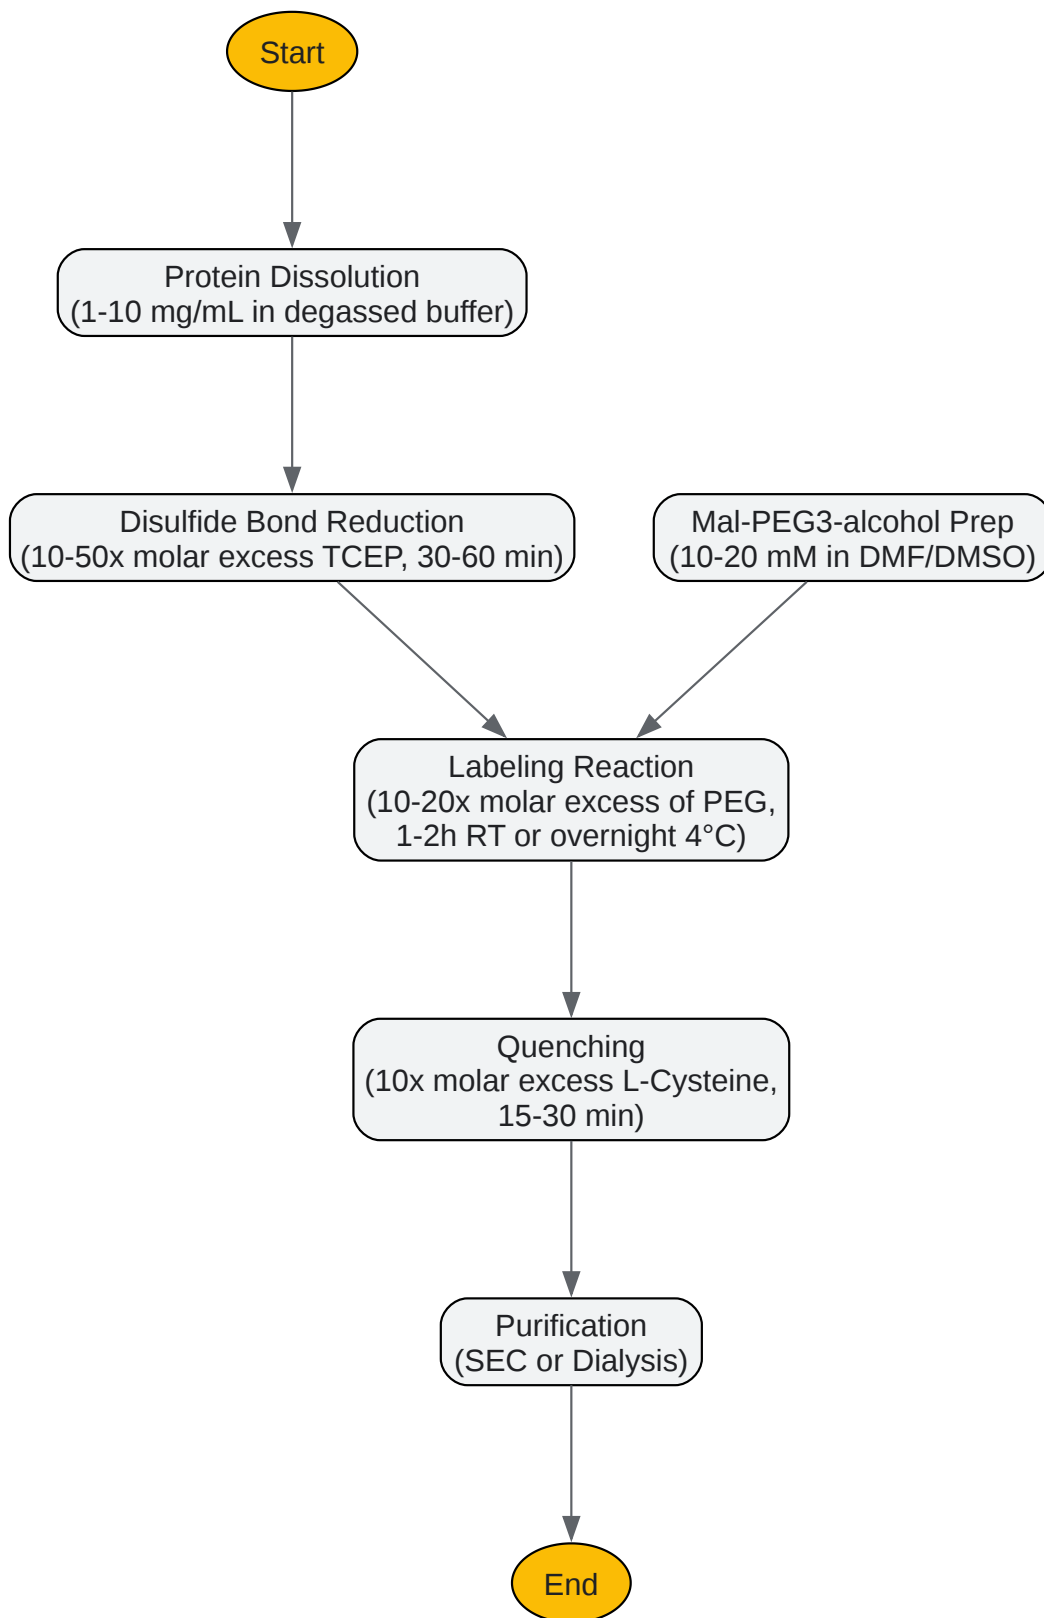 Start
Protein Dissolution
(1-10 mg/mL in degassed buffer)
Disulfide Bond Reduction
(10-50x molar excess TCEP, 30-60 min)
Mal-PEG3-alcohol Prep
(10-20 mM in DMF/DMSO)
Labeling Reaction
(10-20x molar excess of PEG,
1-2h RT or overnight 4°C)
Quenching
(10x molar excess L-Cysteine,
15-30 min)
Purification
(SEC or Dialysis)
End